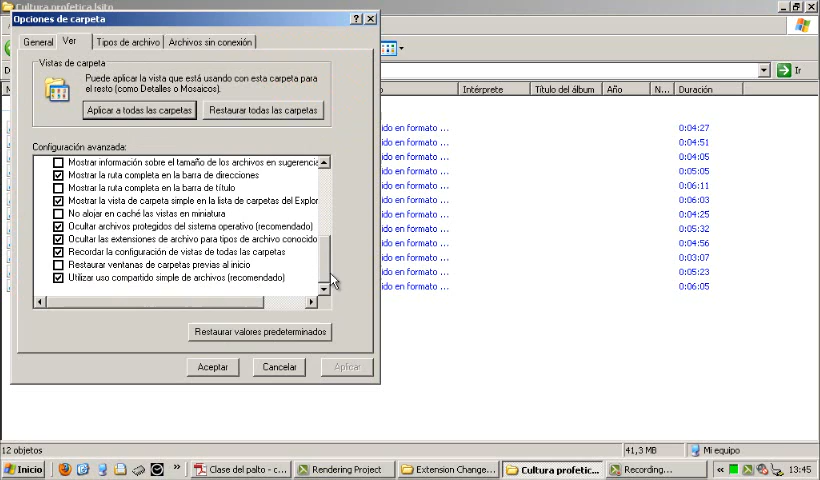 Cultura profetica lsito
Opciones de carpeta
General
Ver
Tipos de archivo
Archivos sin conexión
Vistas de carpeta
Puede aplicar la vista que está usando con esta carpeta para
el resto (como Detalles o Mosaicos).
Aplicar a todas las carpetas
Restaurar todas las carpetas
Configuración avanzada:
Mostrar información sobre el tamaño de los archivos en sugerencia
Mostrar la ruta completa en la barra de direcciones
Mostrar la ruta completa en la barra de título
Mostrar la vista de carpeta simple en la lista de carpetas del Explor
No alojar en caché las vistas en miniatura
Ocultar archivos protegidos del sistema operativo (recomendado)
Ocultar las extensiones de archivo para tipos de archivo conocido
Recordar la configuración de vistas de todas las carpetas
Restaurar ventanas de carpetas previas al inicio
Utilizar uso compartido simple de archivos (recomendado)
Restaurar valores predeterminados
Aceptar
Cancelar
Aplicar
Ir
Intérprete
Título del álbum
Año
N...
Duración
ido en formato ...
0:04:27
ido en formato ...
0:04:51
ido en formato ...
0:04:05
ido en formato ...
0:05:05
ido en formato ...
0:06:11
ido en formato ...
0:06:03
ido en formato ...
0:04:25
ido en formato ...
0:05:32
ido en formato ...
0:04:56
ido en formato ...
0:03:07
ido en formato ...
0:05:23
ido en formato ...
0:06:05
12 objetos
41,3 MB
Mi equipo
Inicio
Clase del palto - c...
Rendering Project
Extension Change...
Cultura profetic...
Recording...
13:45